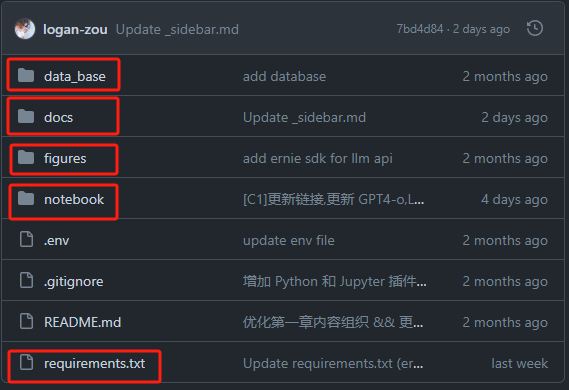 logan-zou Update _sidebar.md 7bd4d84 · 2 days ago
data_base add database 2 months ago
docs Update _sidebar.md 2 days ago
figures add ernie sdk for llm api 2 months ago
notebook [C1]更新链接,更新 GPT4-o,L... 4 days ago
.env update env file 2 months ago
.gitignore 增加 Python 和 Jupyter 插件... 2 months ago
README.md 优化第一章内容组织 && 更... 2 months ago
requirements.txt Update requirements.txt (er... last week